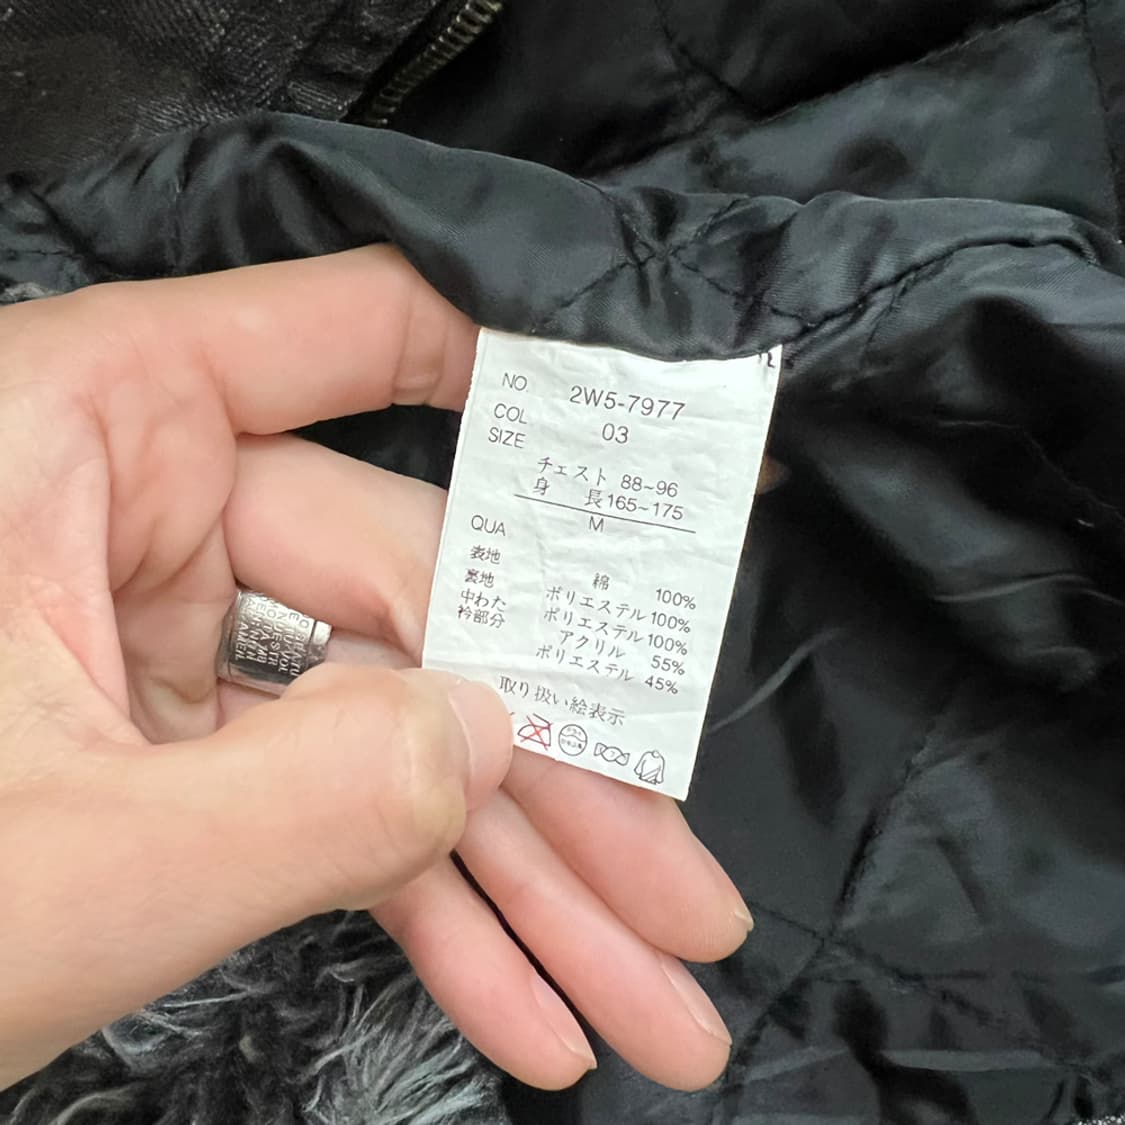 NO. 2W5-7977
COL 03
SIZE
チェスト 88~96
身 長165~175
M
QUA
表地 綿 100%
裏地 ポリエステル100%
中わた ポリエステル100%
衿部分 アクリル 55%
ポリエステル 45%
取り扱い絵表示